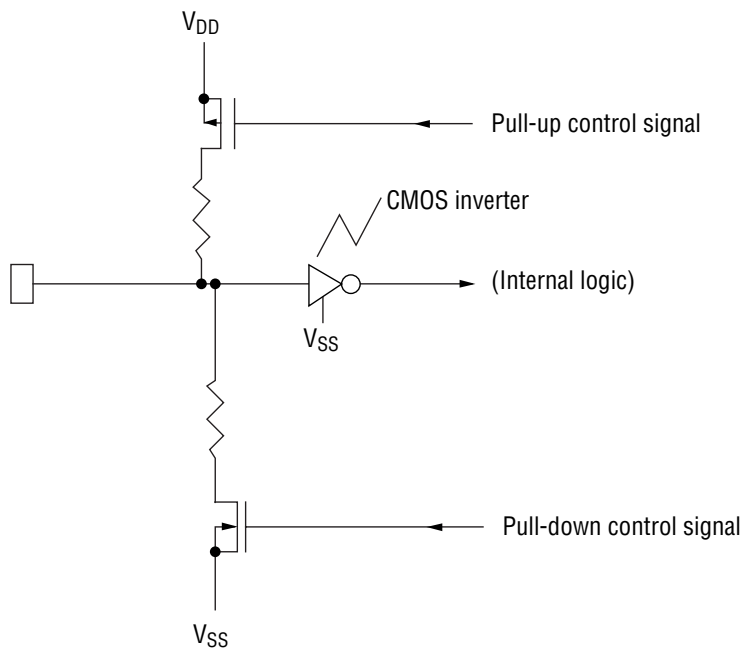 VDD
Pull-up control signal
CMOS inverter
(Internal logic)
VSS
Pull-down control signal
VSS